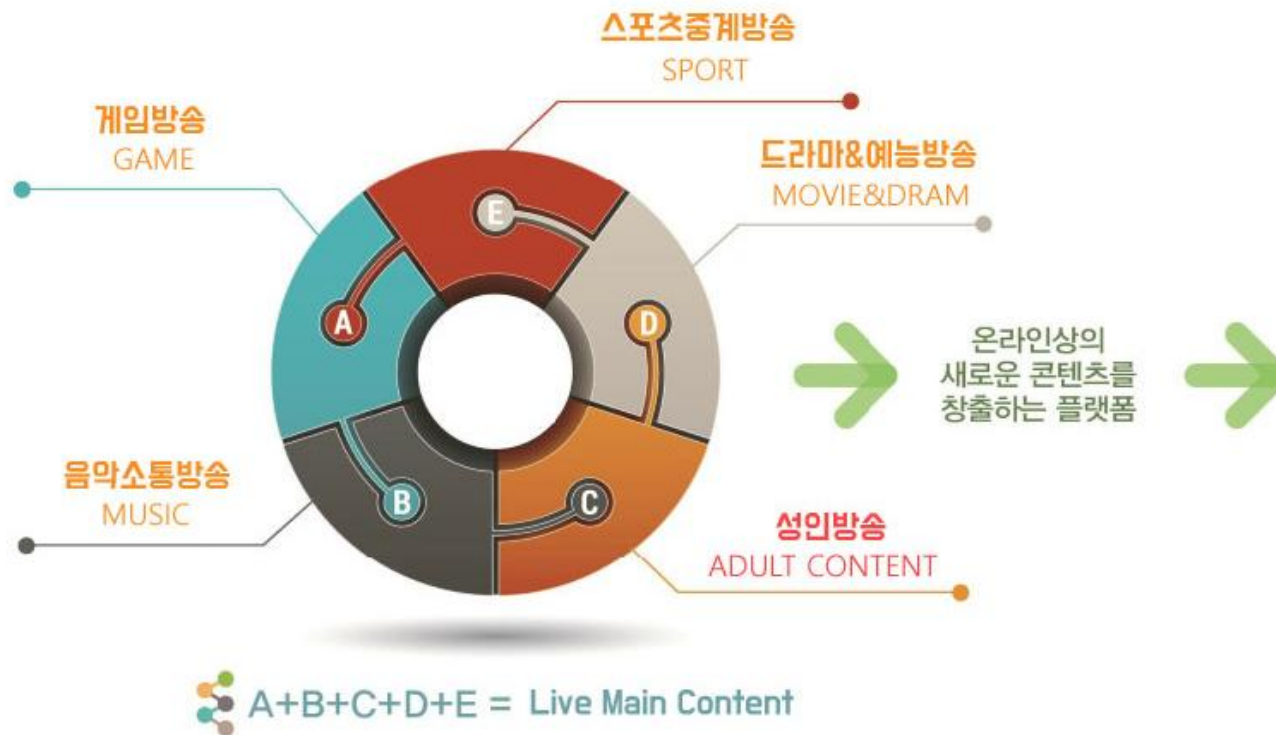 스포츠중계방송
SPORT
게임방송
GAME
드라마&예능방송
MOVIE&DRAM
E
A
D
온라인상의
새로운 콘텐츠를
창출하는 플랫폼
음악소통방송
MUSIC
B
C
성인방송
ADULT CONTENT
A+B+C+D+E = Live Main Content